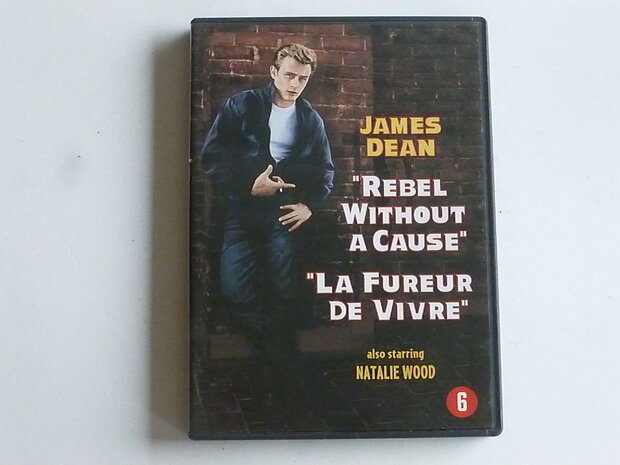 JAMES
DEAN
"REBEL
WITHOUT
A CAUSE"
"LA FUREUR
DE VIVRE"
also starring
NATALIE WOOD
6